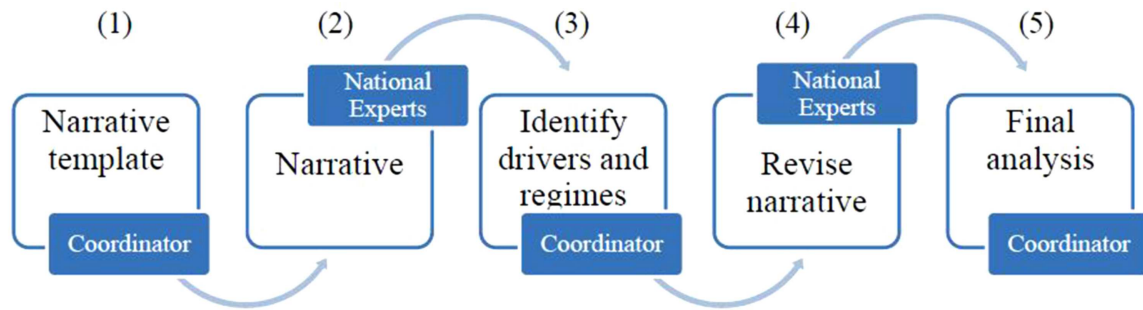 (1)
(2)
(3)
(4)
(5)
Narrative
template
Coordinator
National
Experts
Narrative
Identify
drivers and
regimes
Coordinator
National
Experts
Revise
narrative
Final
analysis
Coordinator